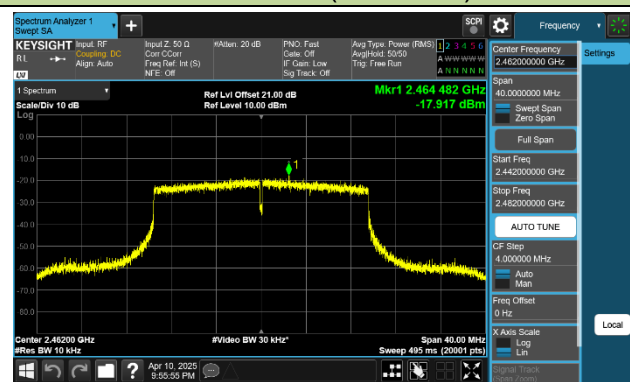 Spectrum Analyzer 1
Swept SA
SCPI
Frequency
KEYSIGHT
RL
Input: RF
Coupling: DC
Align: Auto
Input Z: 50 Ω
Corr CCorr
Freq Ref: Int (S)
NFE: Off
#Atten: 20 dB
PNO: Fast
Gate: Off
IF Gain: Low
Sig Track: Off
Avg Type: Power (RMS)
Avg|Hold: 50/50
Trig: Free Run
1 2 3 4 5 6
A W W W W W
A N N N N N
1 Spectrum
Scale/Div 10 dB
Log
Ref Lvl Offset 21.00 dB
Ref Level 10.00 dBm
Mkr1 2.464 482 GHz
-17.917 dBm
1
0.00
-10.0
-20.0
-30.0
-40.0
-50.0
-60.0
-70.0
-80.0
Center 2.46200 GHz
#Res BW 10 kHz
#Video BW 30 kHz*
Span 40.00 MHz
Sweep 495 ms (20001 pts)
Center Frequency
2.462000000 GHz
Settings
Span
40.0000000 MHz
Swept Span
Zero Span
Full Span
Start Freq
2.442000000 GHz
Stop Freq
2.482000000 GHz
AUTO TUNE
CF Step
4.000000 MHz
Auto
Man
Freq Offset
0 Hz
X Axis Scale
Log
Lin
Local
Signal Track
(Span Zoom)
?
Apr 10, 2025
9:55:55 PM